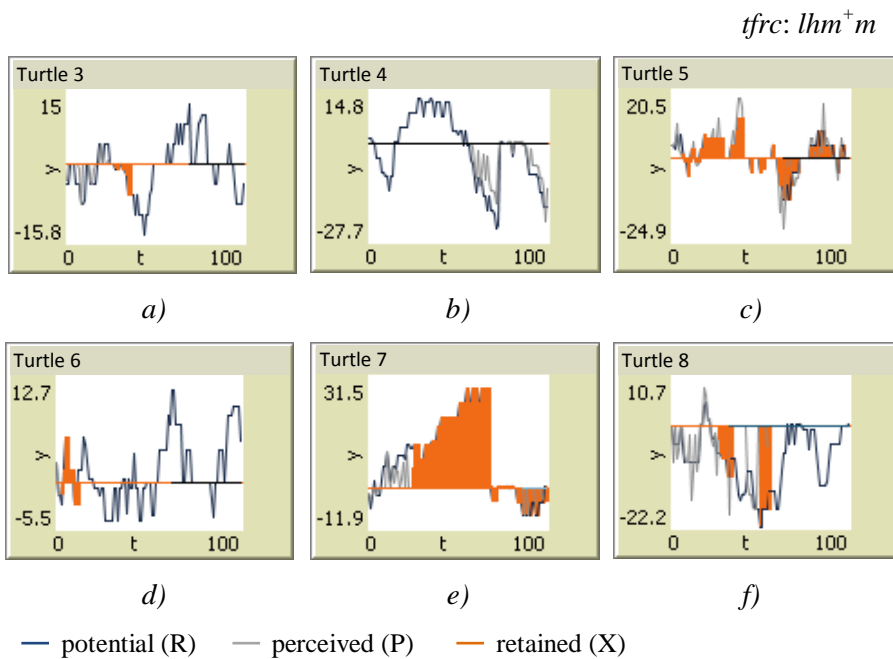 tfrc: lhm⁺m
Turtle 3
15
y
-15.8
0 t 100
a)
Turtle 4
14.8
y
-27.7
0 t 100
b)
Turtle 5
20.5
y
-24.9
0 t 100
c)
Turtle 6
12.7
y
-5.5
0 t 100
d)
Turtle 7
31.5
y
-11.9
0 t 100
e)
Turtle 8
10.7
y
-22.2
0 t 100
f)
potential (R) perceived (P) retained (X)